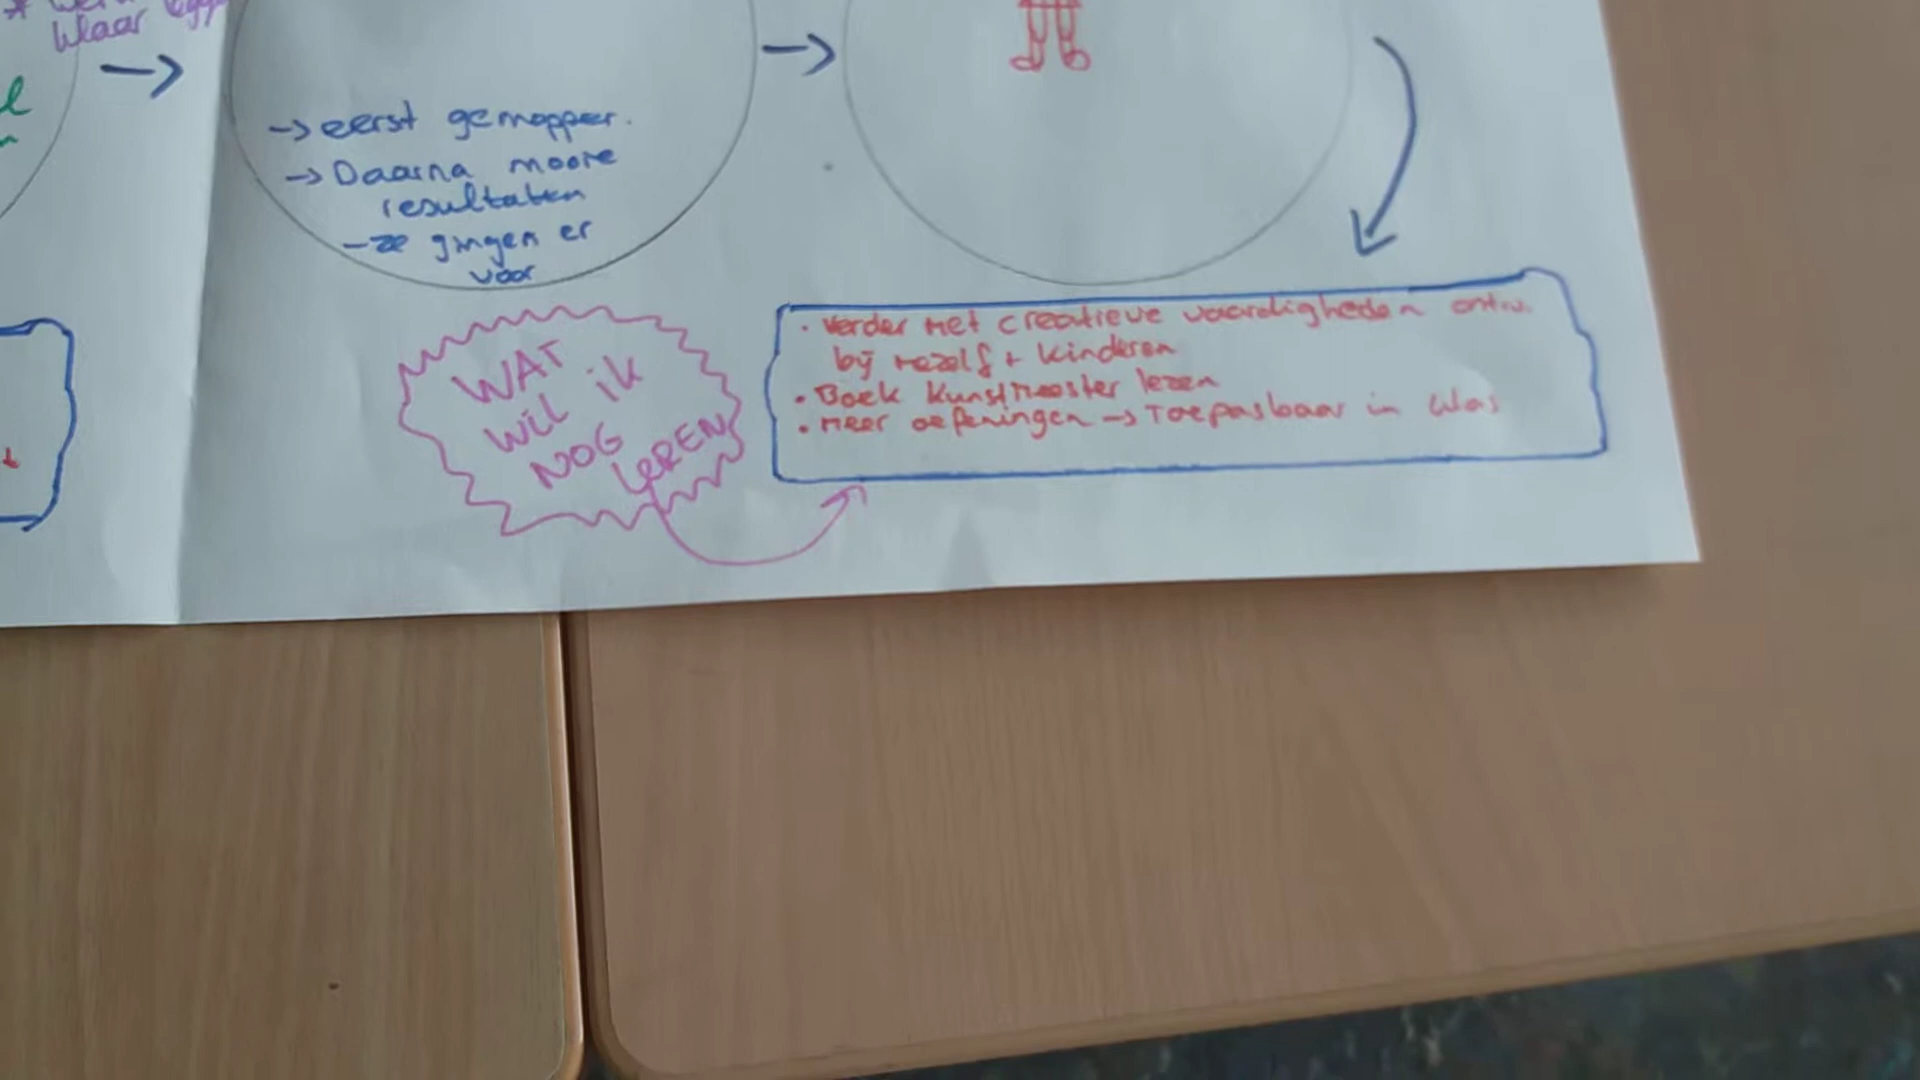 klaar
→ eerst gemopper.
→ Daarna mooie
resultaten
- ze gingen er
voor
WAT
WIL IK
NOG
LEREN
• Verder met creatieve vaardigheden ontw.
bij mezelf + kinderen
• Boek Kunstmeester lezen
• Meer oefeningen → Toepasbaar in klas